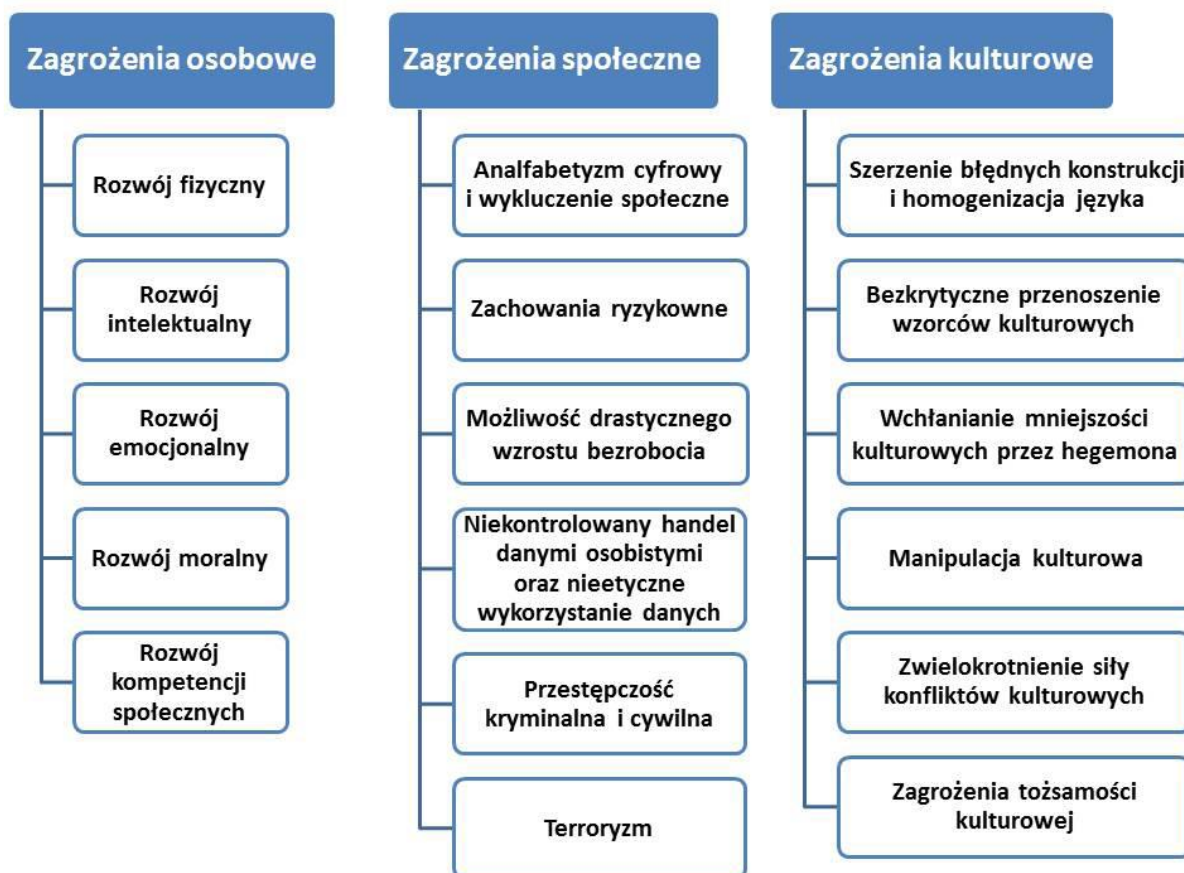 Zagrożenia osobowe
Rozwój fizyczny
Rozwój
intelektualny
Rozwój
emocjonalny
Rozwój moralny
Rozwój
kompetencji
społecznych
Zagrożenia społeczne
Analfabetyzm cyfrowy
i wykluczenie społeczne
Zachowania ryzykowne
Możliwość drastycznego
wzrostu bezrobocia
Niekontrolowany handel
danymi osobistymi
oraz nieetyczne
wykorzystanie danych
Przestępczość
kryminalna i cywilna
Terroryzm
Zagrożenia kulturowe
Szerzenie błędnych konstrukcji
i homogenizacja języka
Bezkrytyczne przenoszenie
wzorców kulturowych
Wchłanianie mniejszości
kulturowych przez hegemona
Manipulacja kulturowa
Zwielokrotnienie siły
konfliktów kulturowych
Zagrożenia tożsamości
kulturowej